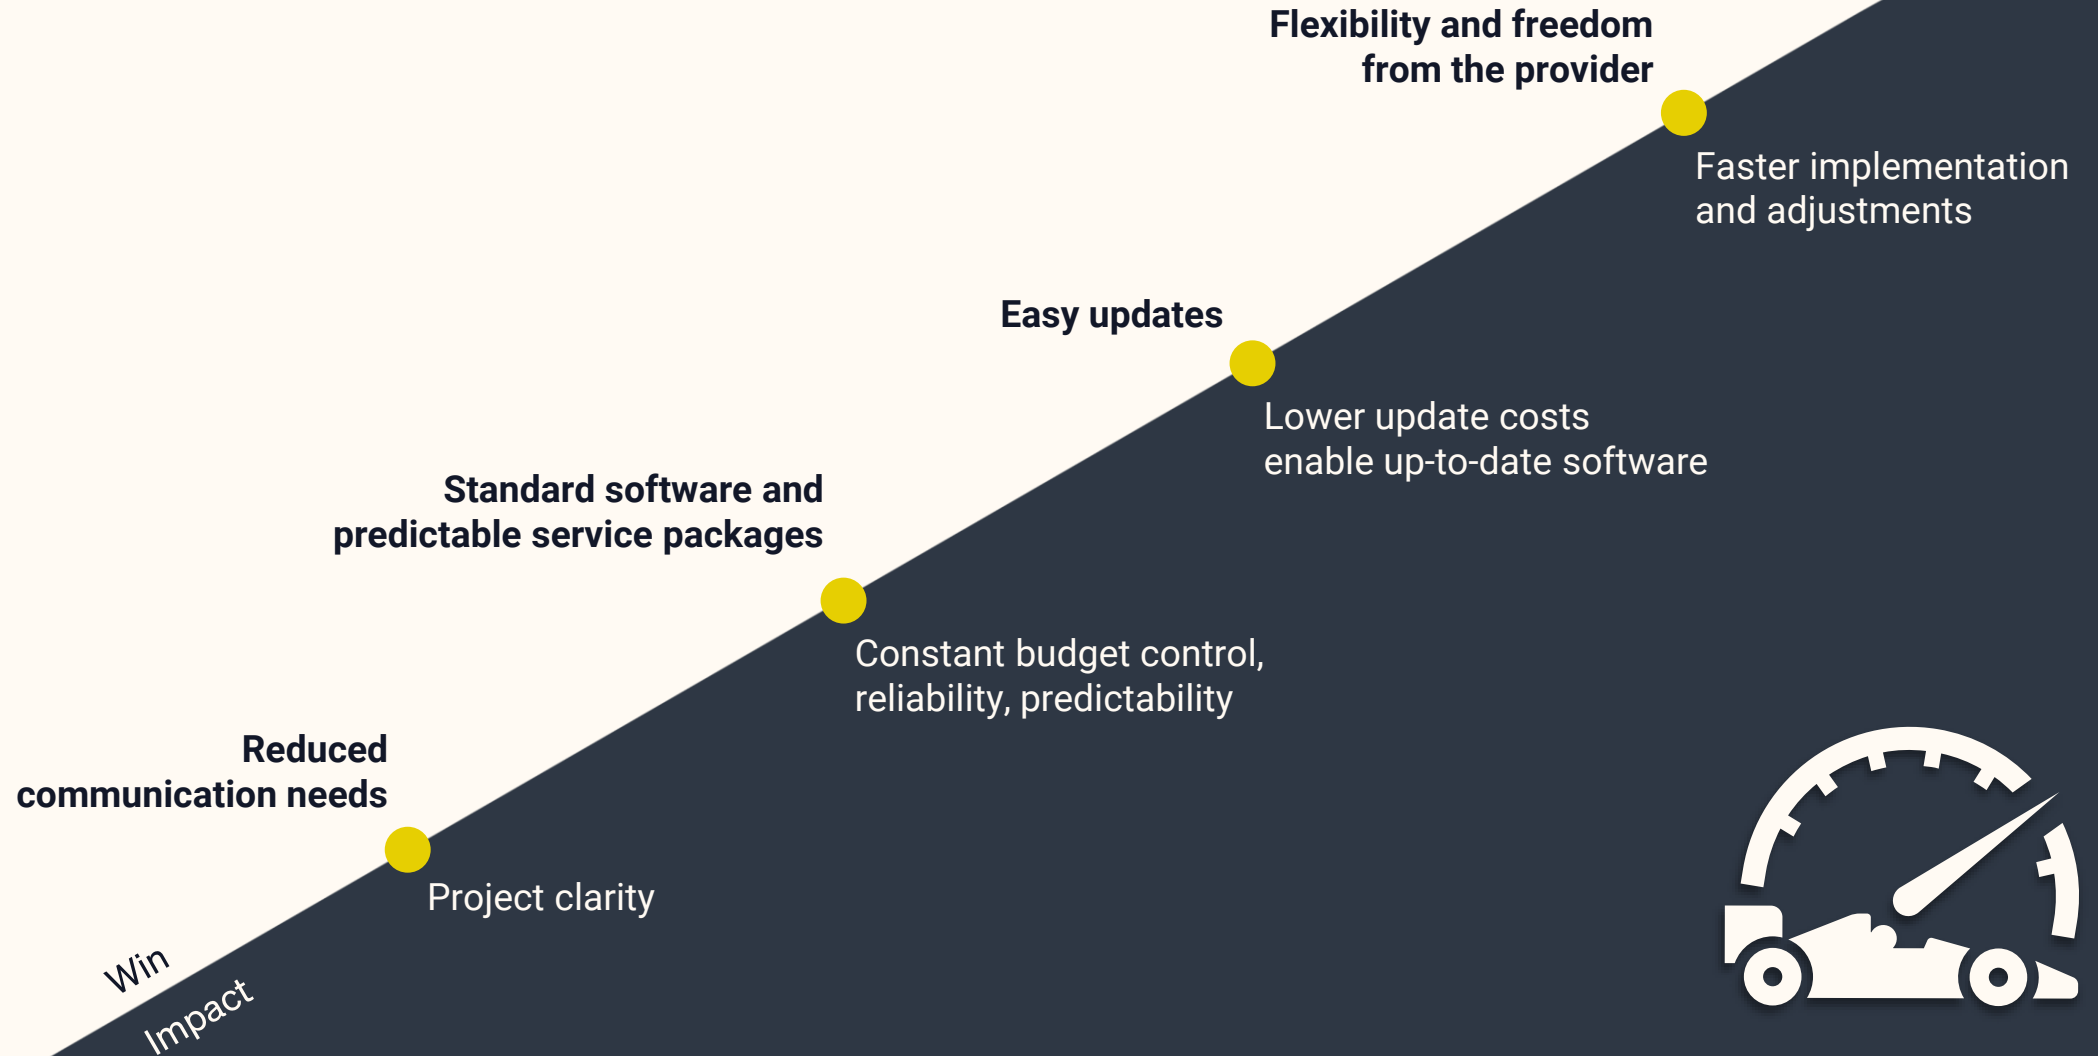 Flexibility and freedom
from the provider
Faster implementation
and adjustments
Easy updates
Lower update costs
enable up-to-date software
Standard software and
predictable service packages
Constant budget control,
reliability, predictability
Reduced
communication needs
Project clarity
Win
Impact